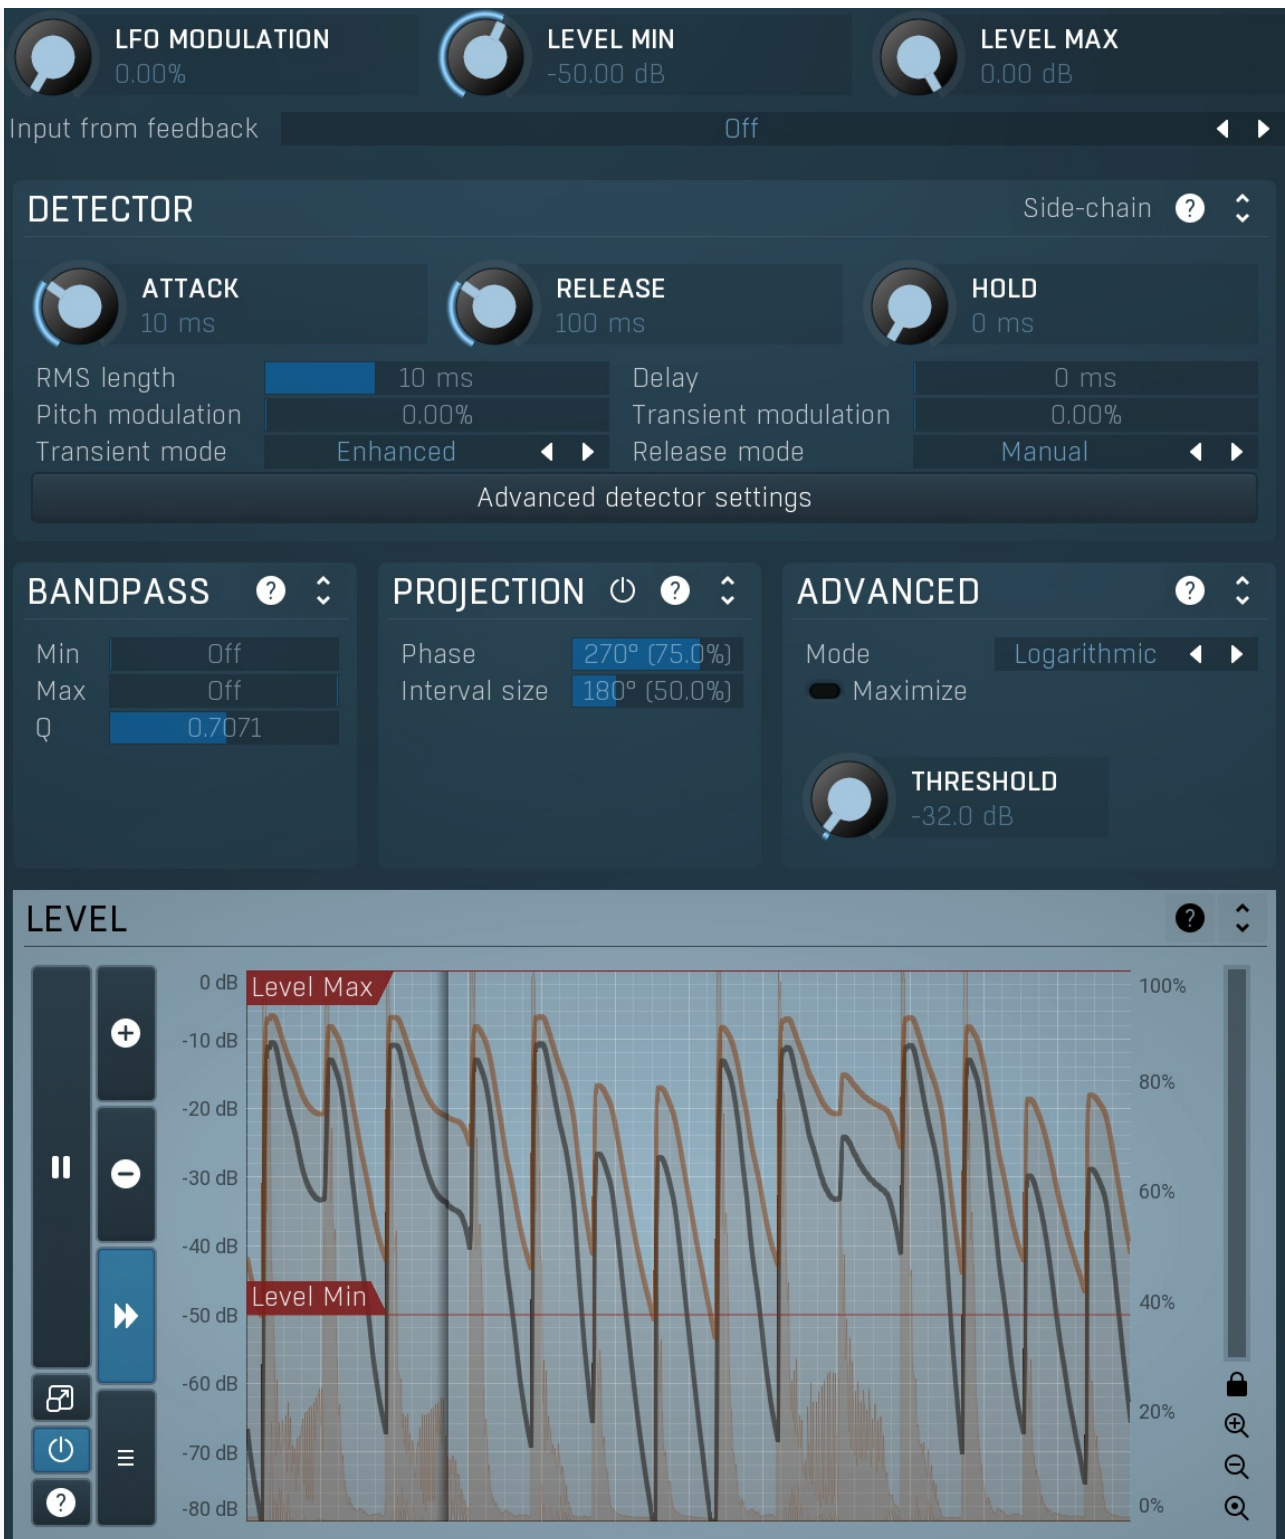 LFO MODULATION
0.00%
LEVEL MIN
-50.00 dB
LEVEL MAX
0.00 dB
Input from feedback
Off
DETECTOR
Side-chain
?
ATTACK
10 ms
RELEASE
100 ms
HOLD
0 ms
RMS length
10 ms
Delay
0 ms
Pitch modulation
0.00%
Transient modulation
0.00%
Transient mode
Enhanced
Release mode
Manual
Advanced detector settings
BANDPASS
?
Min
Off
Max
Off
Q
0.7071
PROJECTION
?
Phase
270° (75.0%)
Interval size
180° (50.0%)
ADVANCED
?
Mode
Logarithmic
Maximize
THRESHOLD
-32.0 dB
LEVEL
?
0 dB
-10 dB
-20 dB
-30 dB
-40 dB
-50 dB
-60 dB
-70 dB
-80 dB
Level Max
Level Min
100%
80%
60%
40%
20%
0%
?